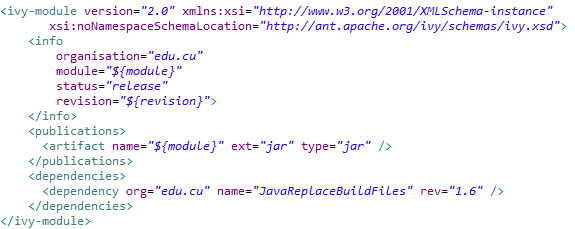 <ivy-module version="2.0" xmlns:xsi="http://www.w3.org/2001/XMLSchema-instance"
xsi:noNamespaceSchemaLocation="http://ant.apache.org/ivy/schemas/ivy.xsd">
<info
organisation="edu.cu"
module="${module}"
status="release"
revision="${revision}">
</info>
<publications>
<artifact name="${module}" ext="jar" type="jar" />
</publications>
<dependencies>
<dependency org="edu.cu" name="JavaReplaceBuildFiles" rev="1.6" />
</dependencies>
</ivy-module>